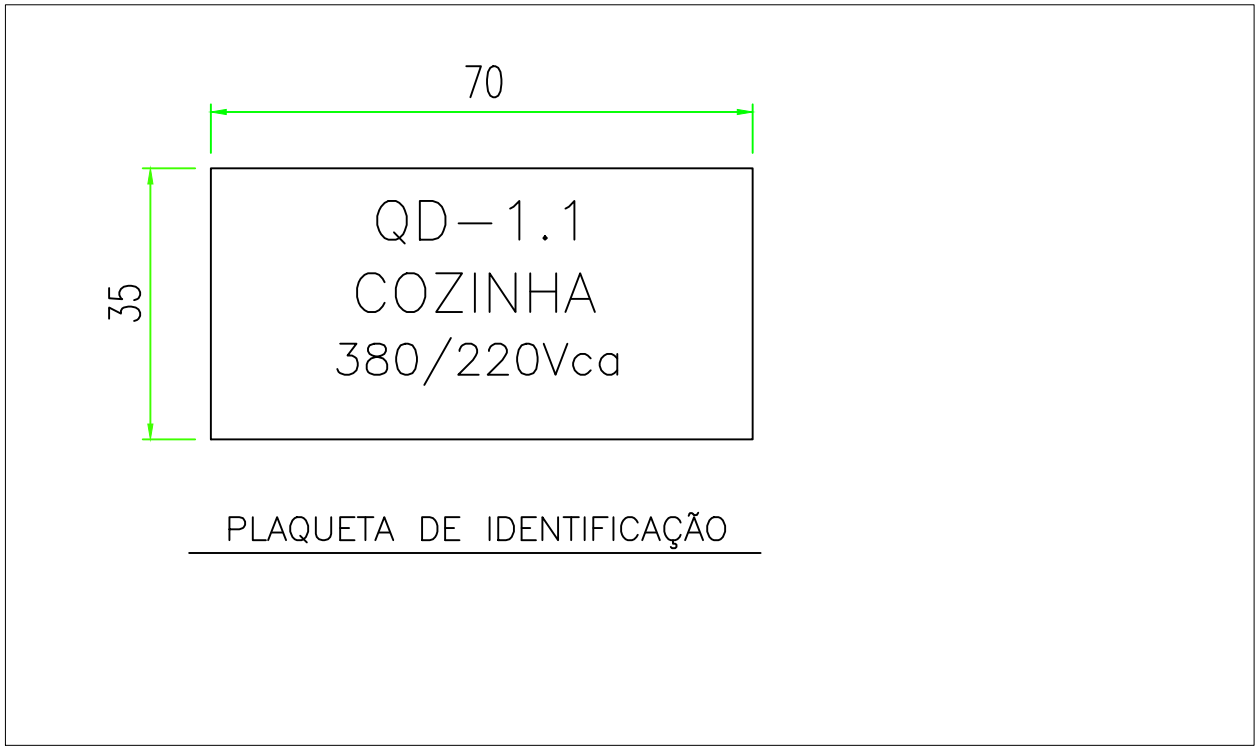 70
35
QD-1.1
COZINHA
380/220Vca
PLAQUETA DE IDENTIFICAÇÃO